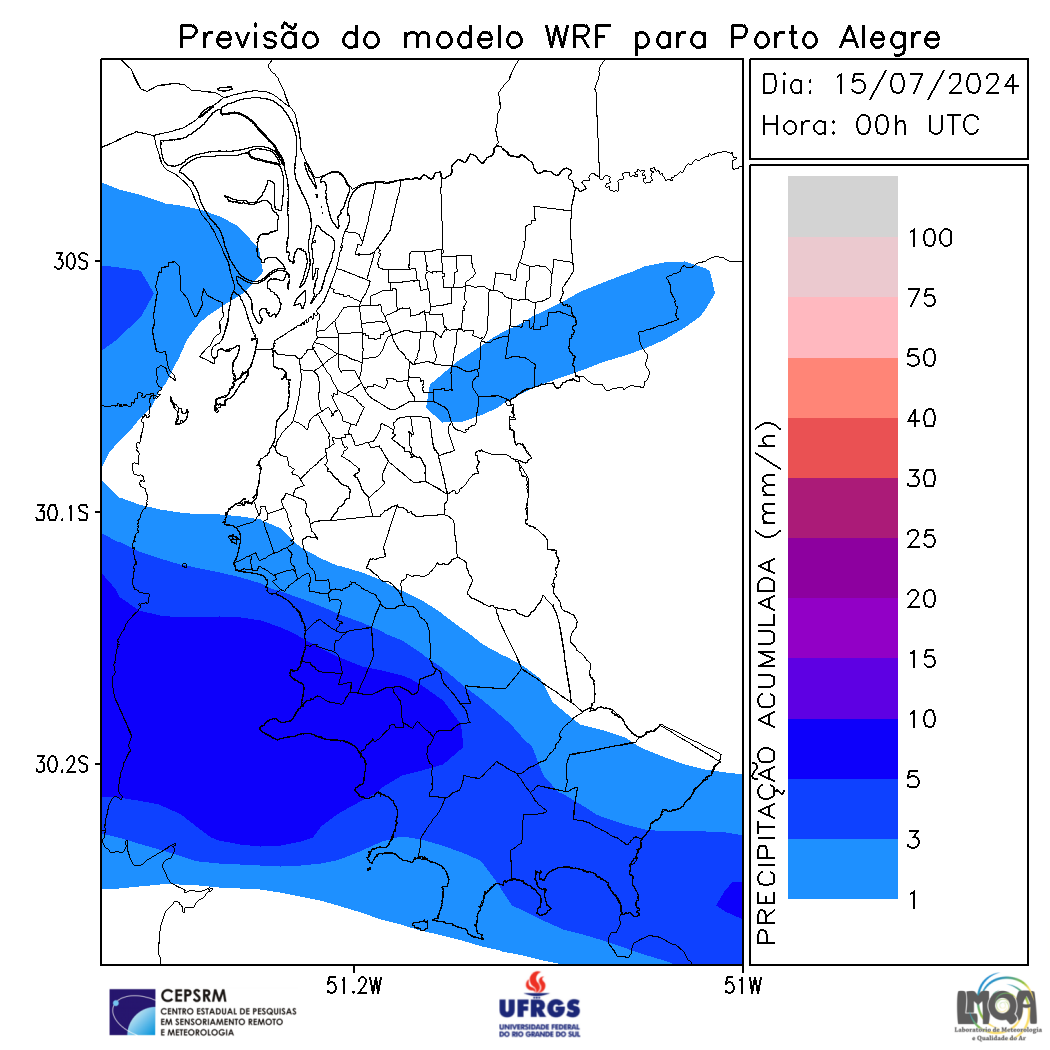 Previsão do modelo WRF para Porto Alegre
Dia: 15/07/2024
Hora: 00h UTC
30S
30.1S
30.2S
51.2W
51W
PRECIPITAÇÃO ACUMULADA (mm/h)
100
75
50
40
30
25
20
15
10
5
3
1
CEPSRM
CENTRO ESTADUAL DE PESQUISAS
EM SENSORIAMENTO REMOTO
E METEOROLOGIA
UFRGS
UNIVERSIDADE FEDERAL
DO RIO GRANDE DO SUL
LMQA
Laboratório de Meteorologia
e Qualidade do Ar